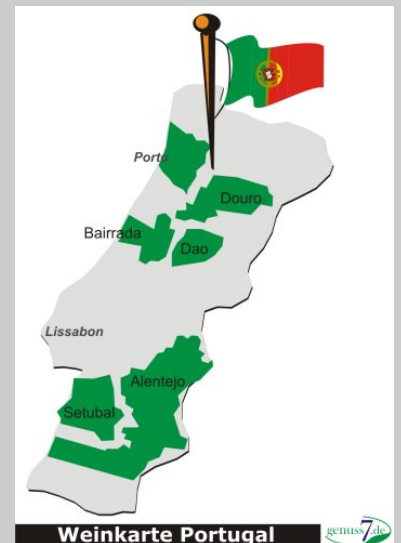 Porto
Douro
Bairrada
Dao
Lissabon
Alentejo
Setubal
Weinkarte Portugal
genuss7.de